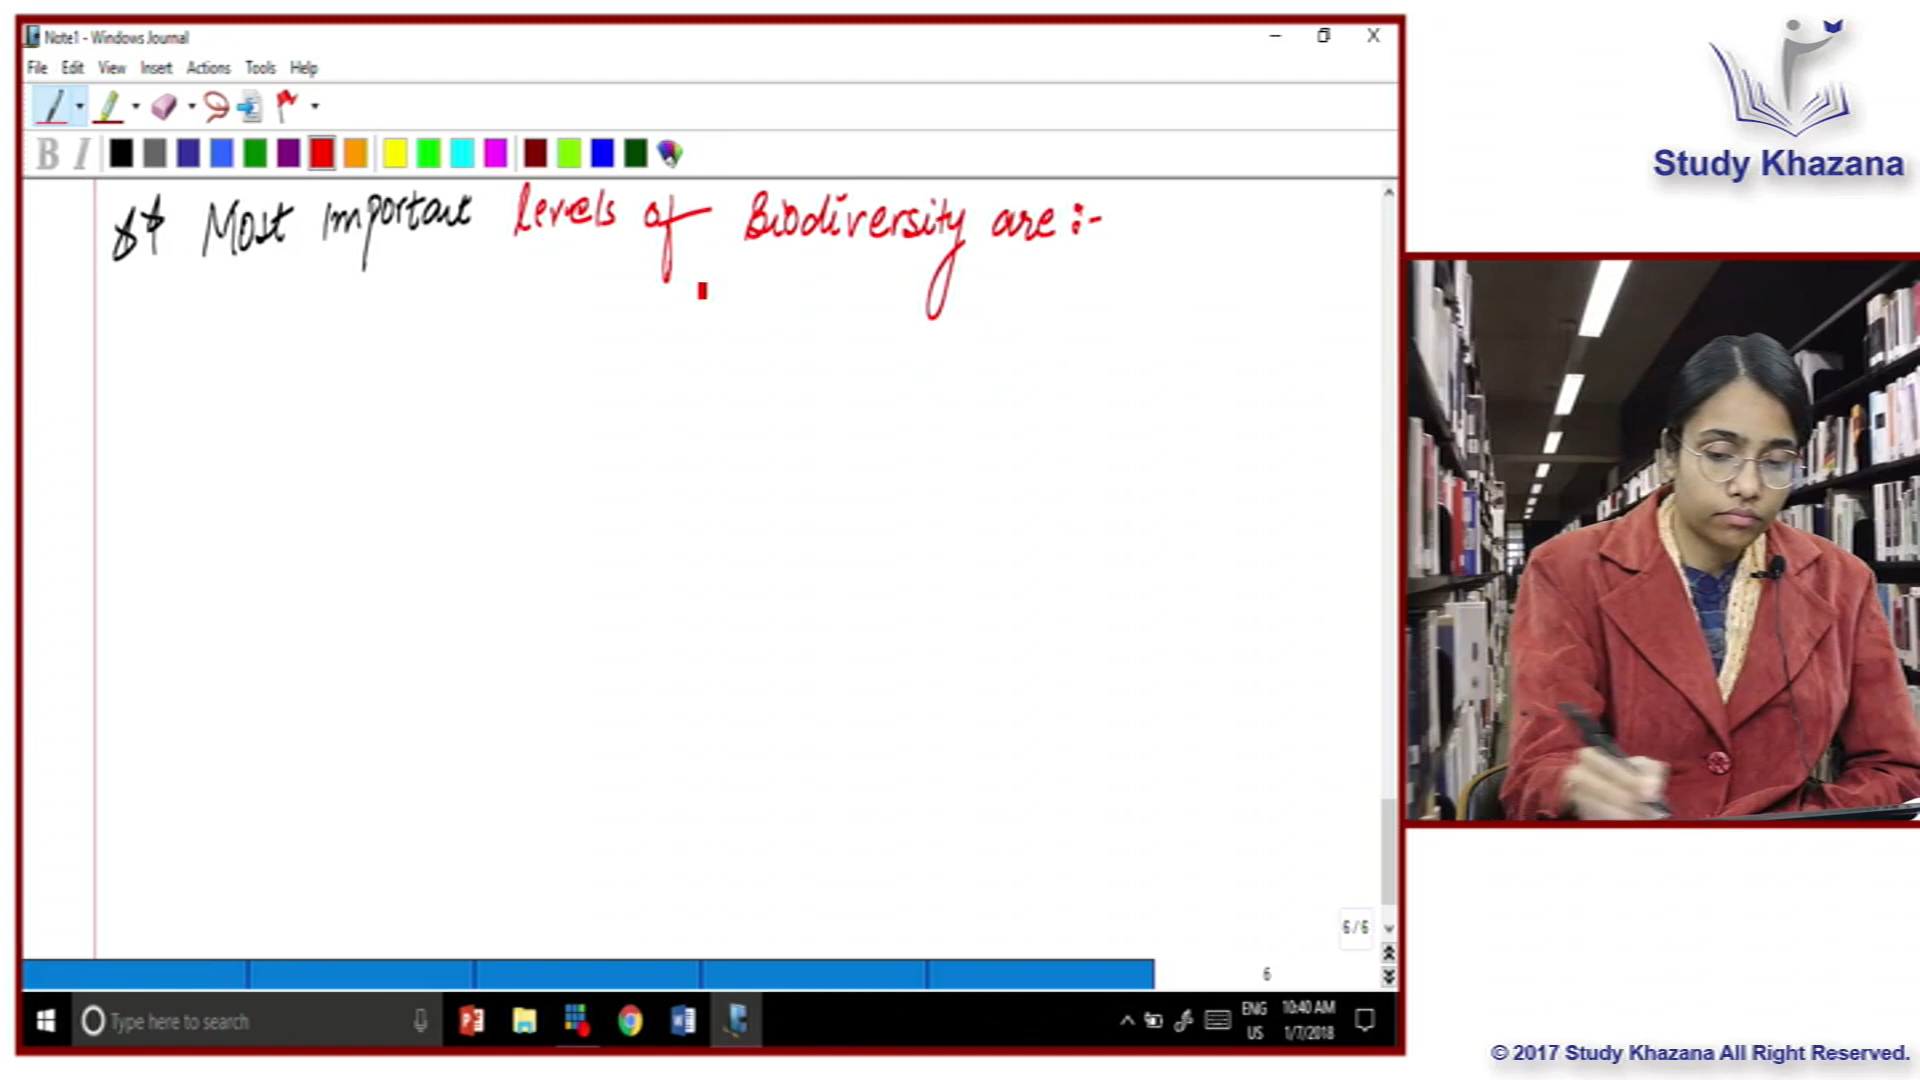 Note1 - Windows Journal
File Edit View Insert Actions Tools Help
B I
Most Important levels of Biodiversity are :-
6/6
6
Type here to search
ENG
US
10:40 AM
1/7/2018
Study Khazana
© 2017 Study Khazana All Right Reserved.